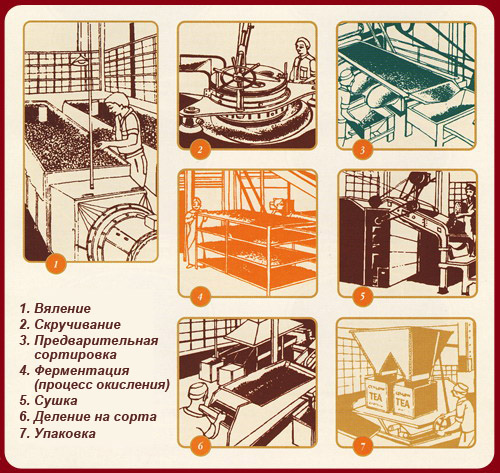 1
2
3
4
5
6
7
TEA
TEA
1. Вяление
2. Скручивание
3. Предварительная
сортировка
4. Ферментация
(процесс окисления)
5. Сушка
6. Деление на сорта
7. Упаковка